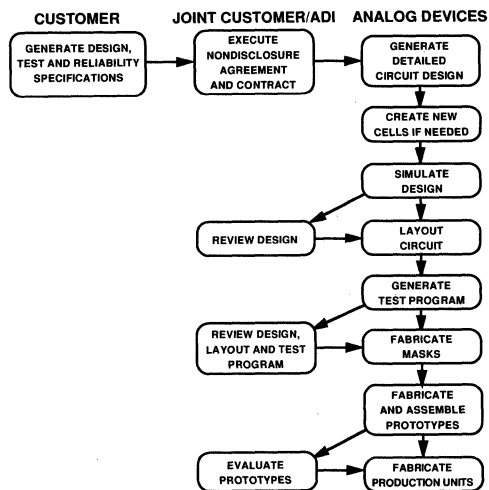 CUSTOMER
JOINT CUSTOMER/ADI
ANALOG DEVICES
GENERATE DESIGN,
TEST AND RELIABILITY
SPECIFICATIONS
EXECUTE
NONDISCLOSURE
AGREEMENT
AND CONTRACT
GENERATE
DETAILED
CIRCUIT DESIGN
CREATE NEW
CELLS IF NEEDED
SIMULATE
DESIGN
REVIEW DESIGN
LAYOUT
CIRCUIT
GENERATE
TEST PROGRAM
REVIEW DESIGN,
LAYOUT AND TEST
PROGRAM
FABRICATE
MASKS
FABRICATE
AND ASSEMBLE
PROTOTYPES
EVALUATE
PROTOTYPES
FABRICATE
PRODUCTION UNITS